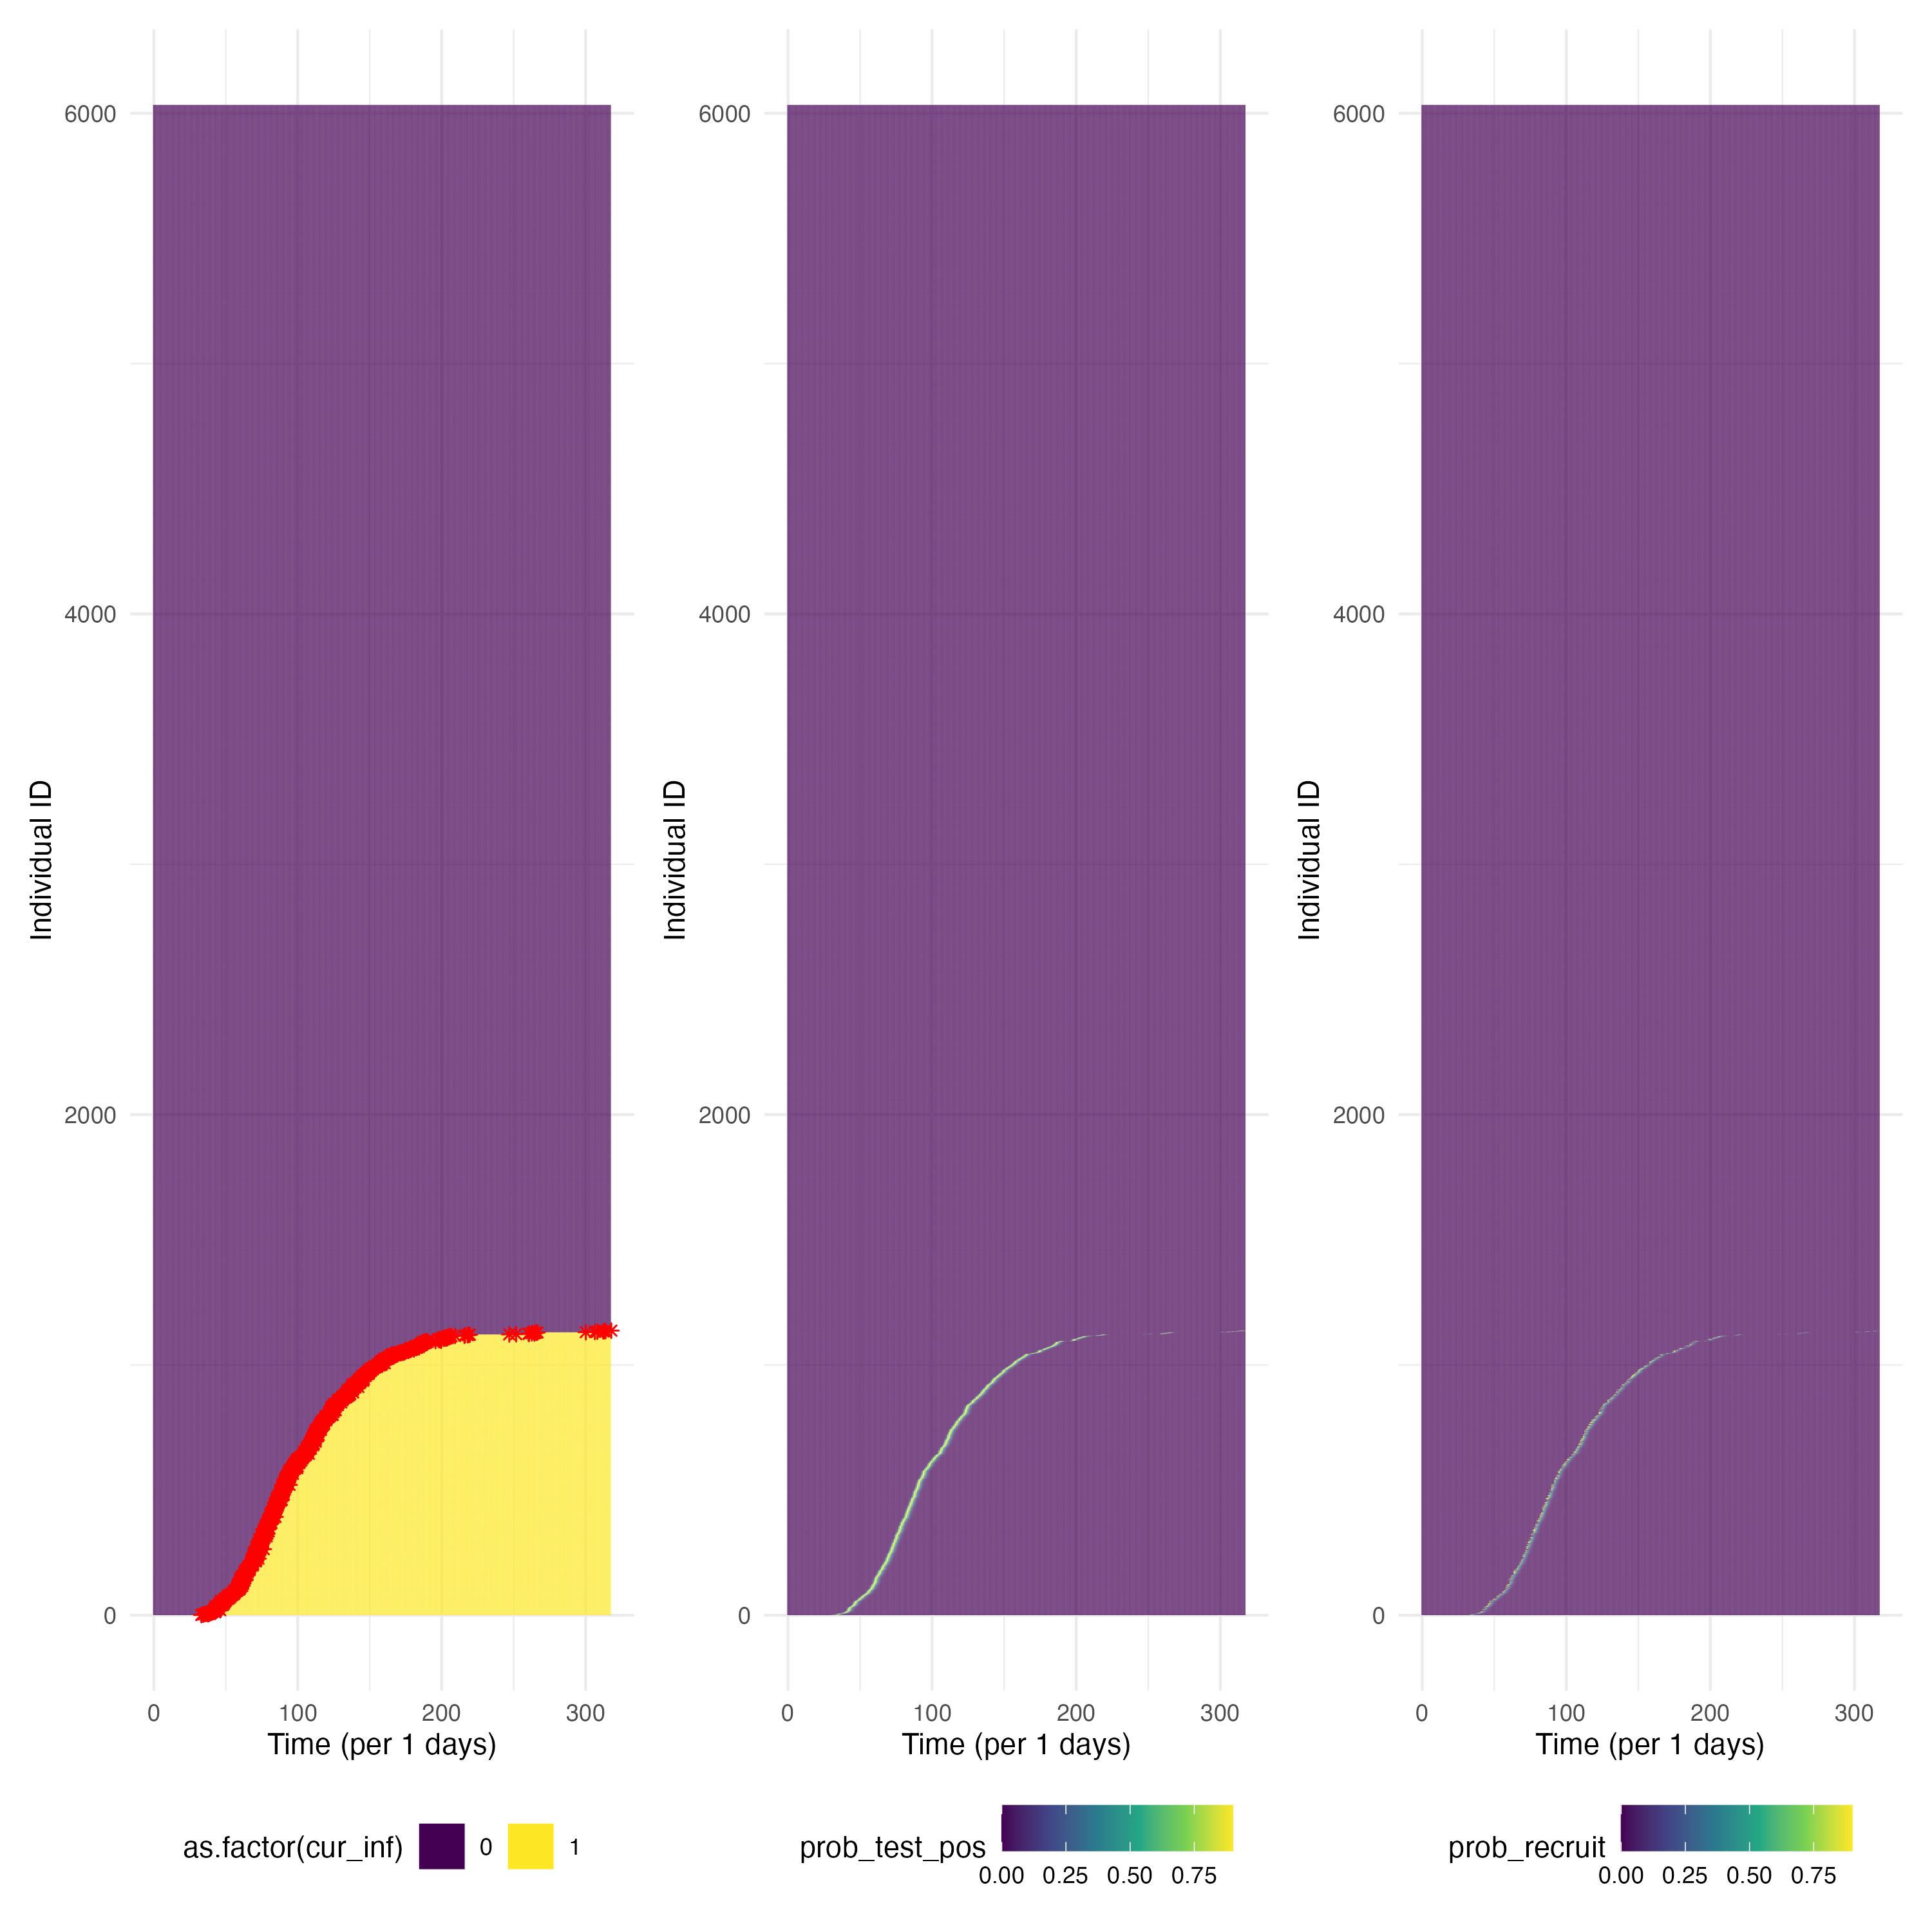 6000
4000
2000
0
Individual ID
0 100 200 300
Time (per 1 days)
as.factor(cur_inf) 0 1
6000
4000
2000
0
Individual ID
0 100 200 300
Time (per 1 days)
prob_test_pos
0.00 0.25 0.50 0.75
6000
4000
2000
0
Individual ID
0 100 200 300
Time (per 1 days)
prob_recruit
0.00 0.25 0.50 0.75